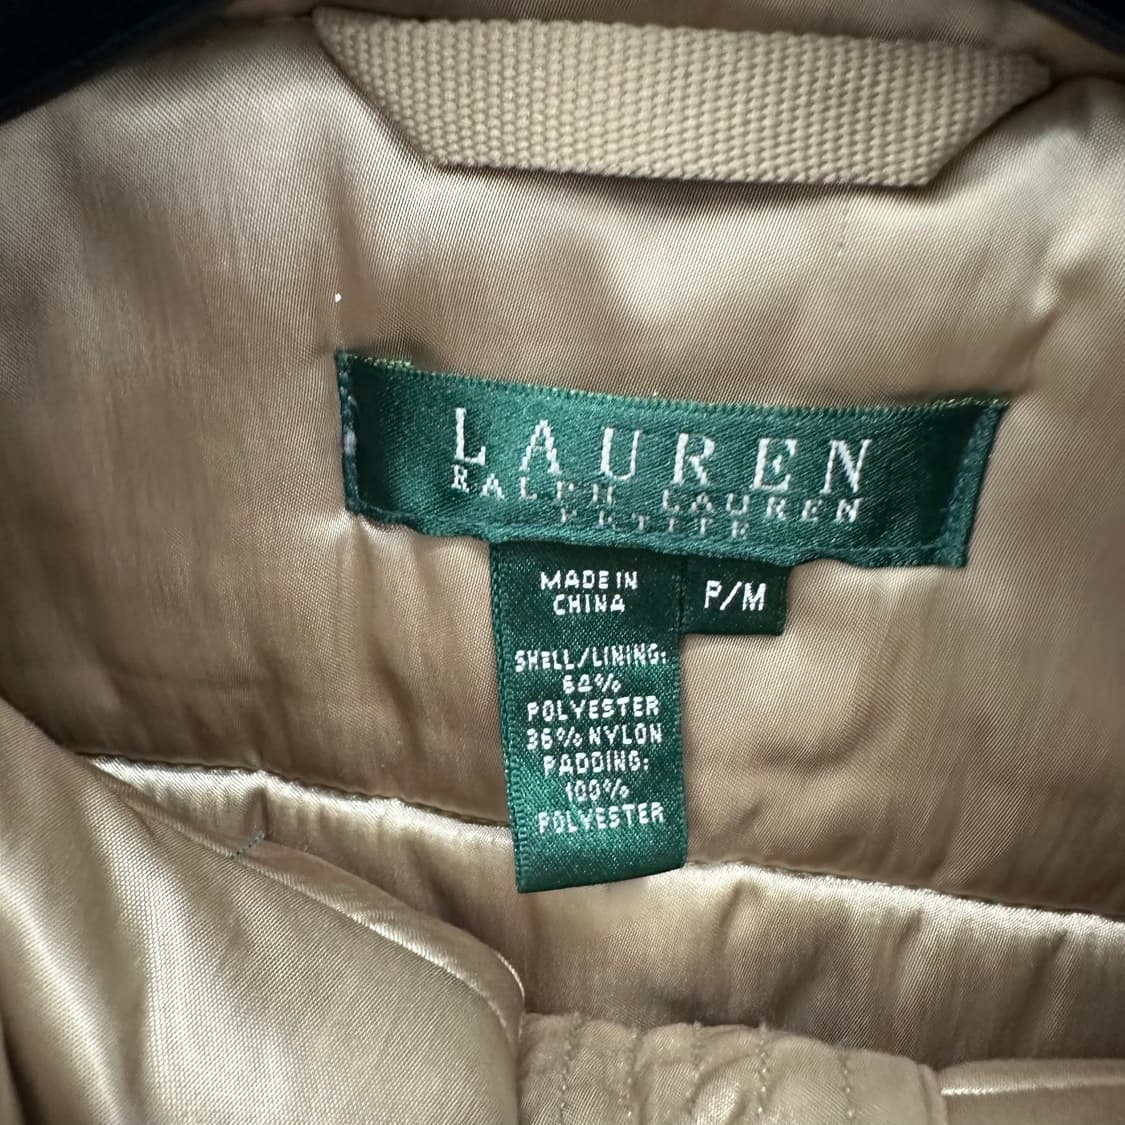 LAUREN
RALPH LAUREN
PETITE
MADE IN
CHINA
P/M
SHELL/LINING:
64%
POLYESTER
36% NYLON
PADDING:
100%
POLYESTER